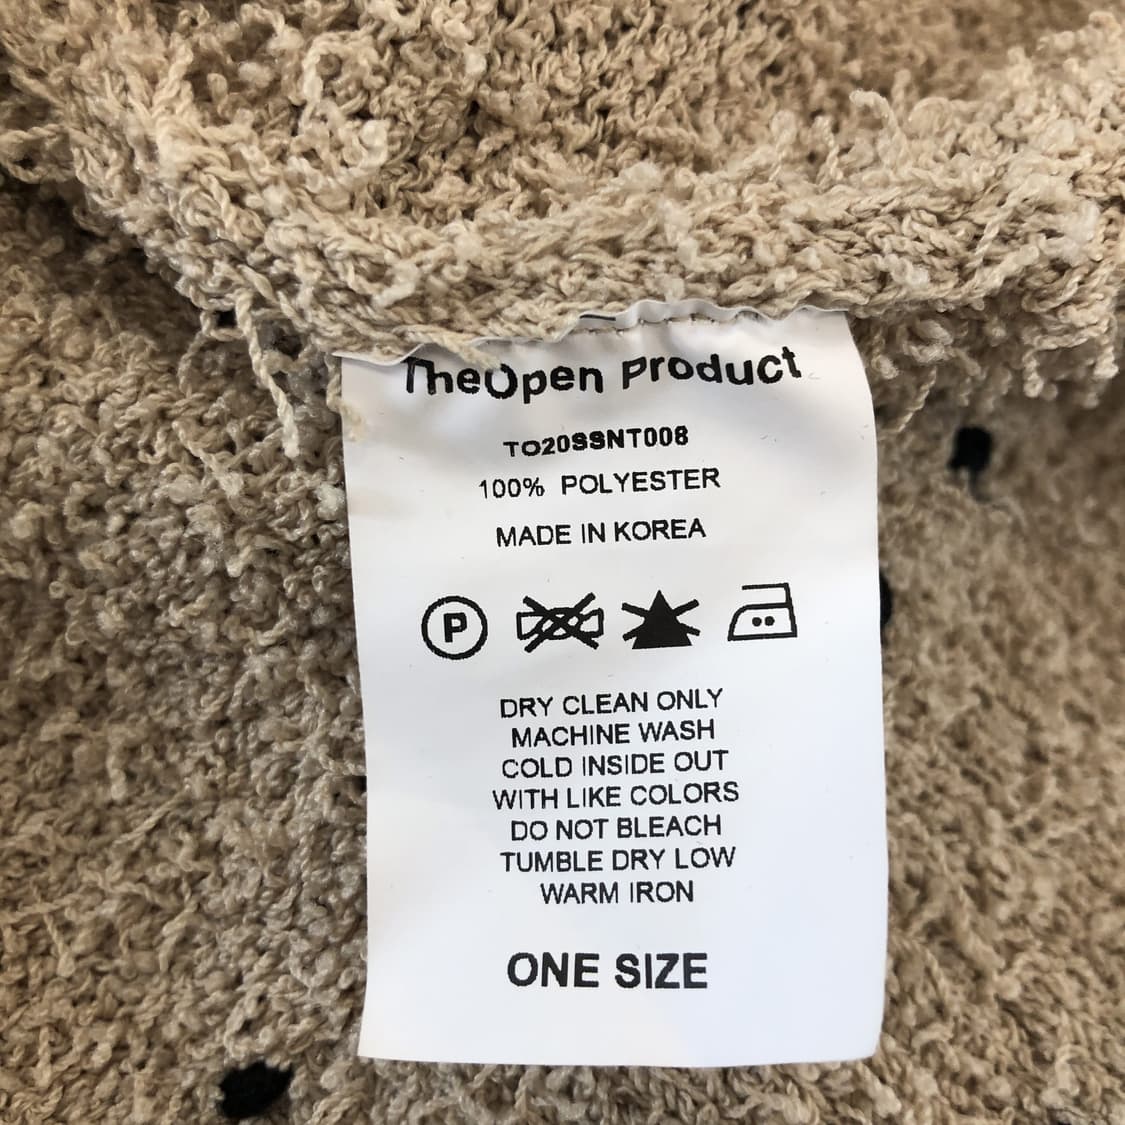 TheOpen Product
TO20SSNT008
100% POLYESTER
MADE IN KOREA
P
DRY CLEAN ONLY
MACHINE WASH
COLD INSIDE OUT
WITH LIKE COLORS
DO NOT BLEACH
TUMBLE DRY LOW
WARM IRON
ONE SIZE